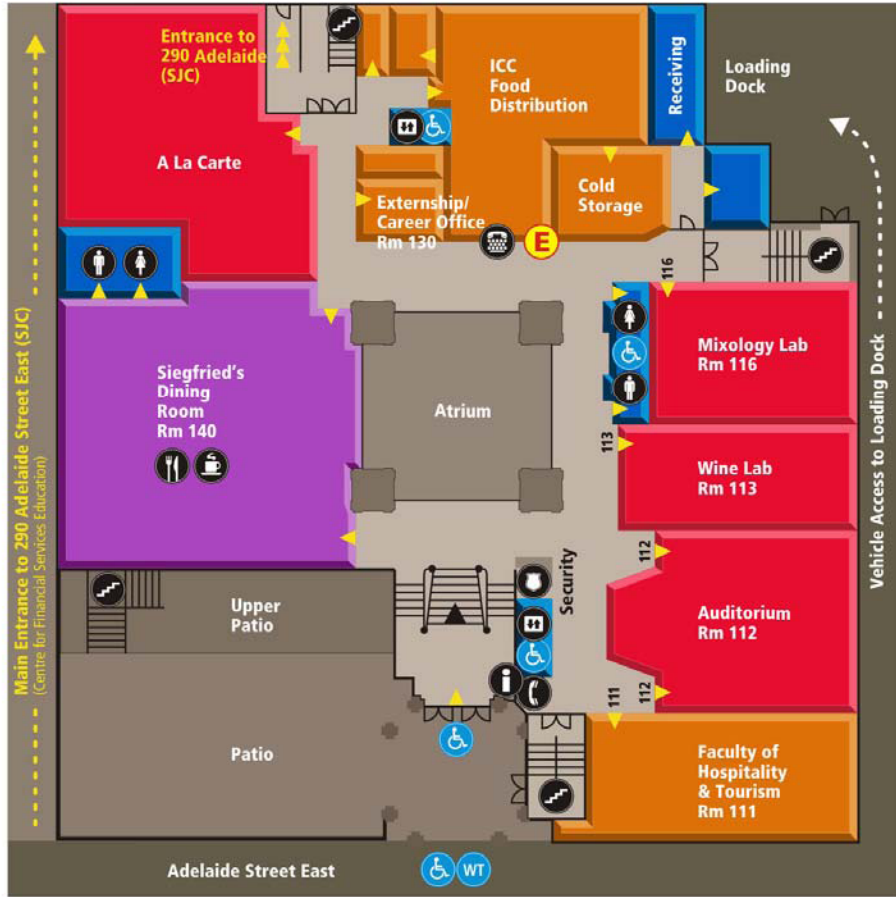 Entrance to
290 Adelaide
(SJC)
ICC
Food
Distribution
Receiving
Loading
Dock
A La Carte
Externship/
Career Office
Rm 130
Cold
Storage
E
116
Mixology Lab
Rm 116
Siegfried's
Dining
Room
Rm 140
Atrium
113
Wine Lab
Rm 113
Main Entrance to 290 Adelaide Street East (SJC)
(Centre for Financial Services Education)
Vehicle Access to Loading Dock
Security
112
Auditorium
Rm 112
112
Upper
Patio
i
111
Patio
Faculty of
Hospitality
& Tourism
Rm 111
Adelaide Street East
WT